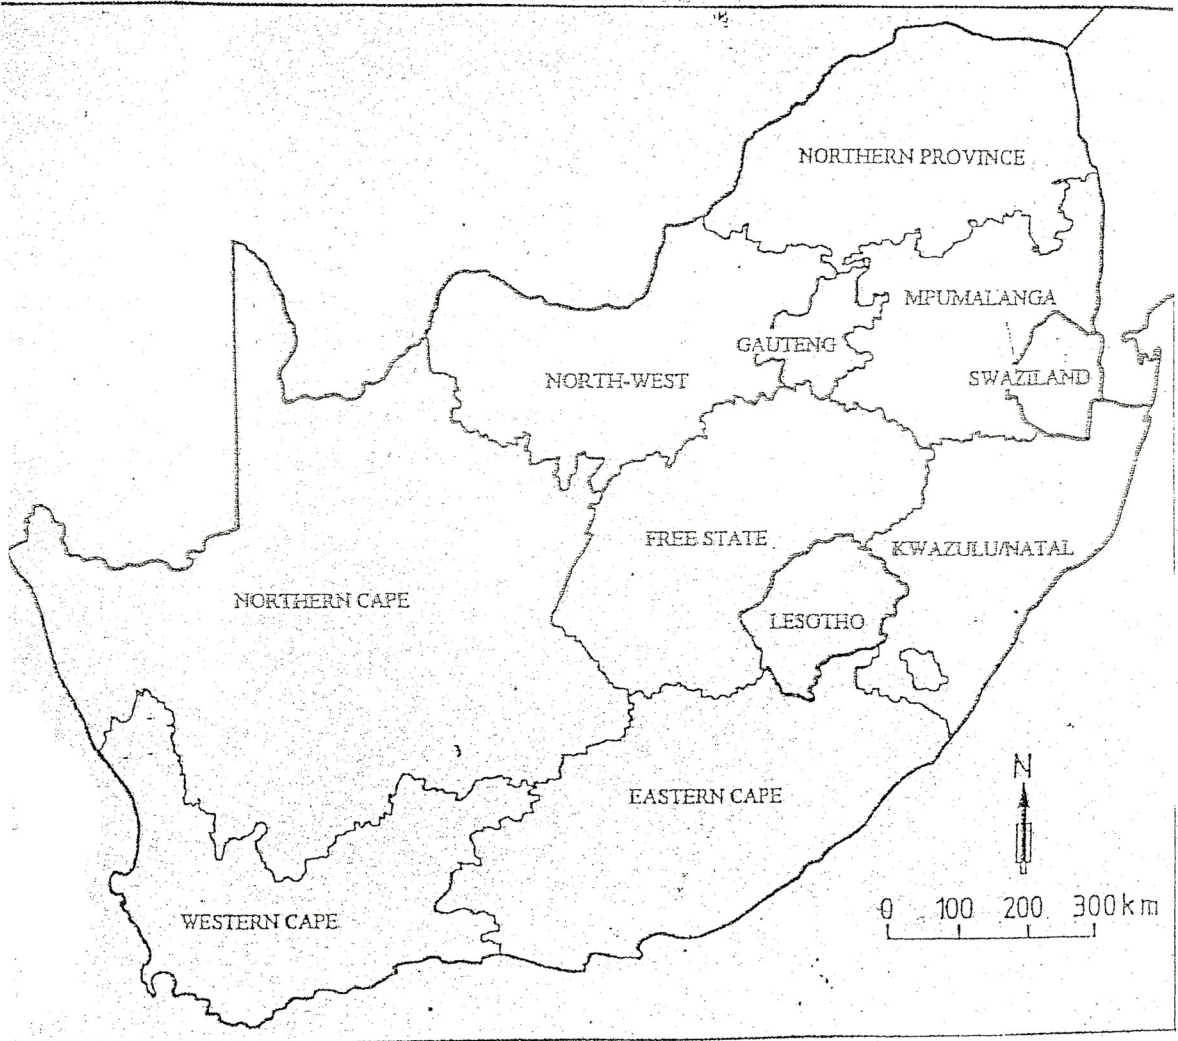 NORTHERN PROVINCE
MPUMALANGA
GAUTENG
NORTH-WEST
SWAZILAND
FREE STATE
KWAZULU/NATAL
NORTHERN CAPE
LESOTHO
N
EASTERN CAPE
0 100 200 300 km
WESTERN CAPE